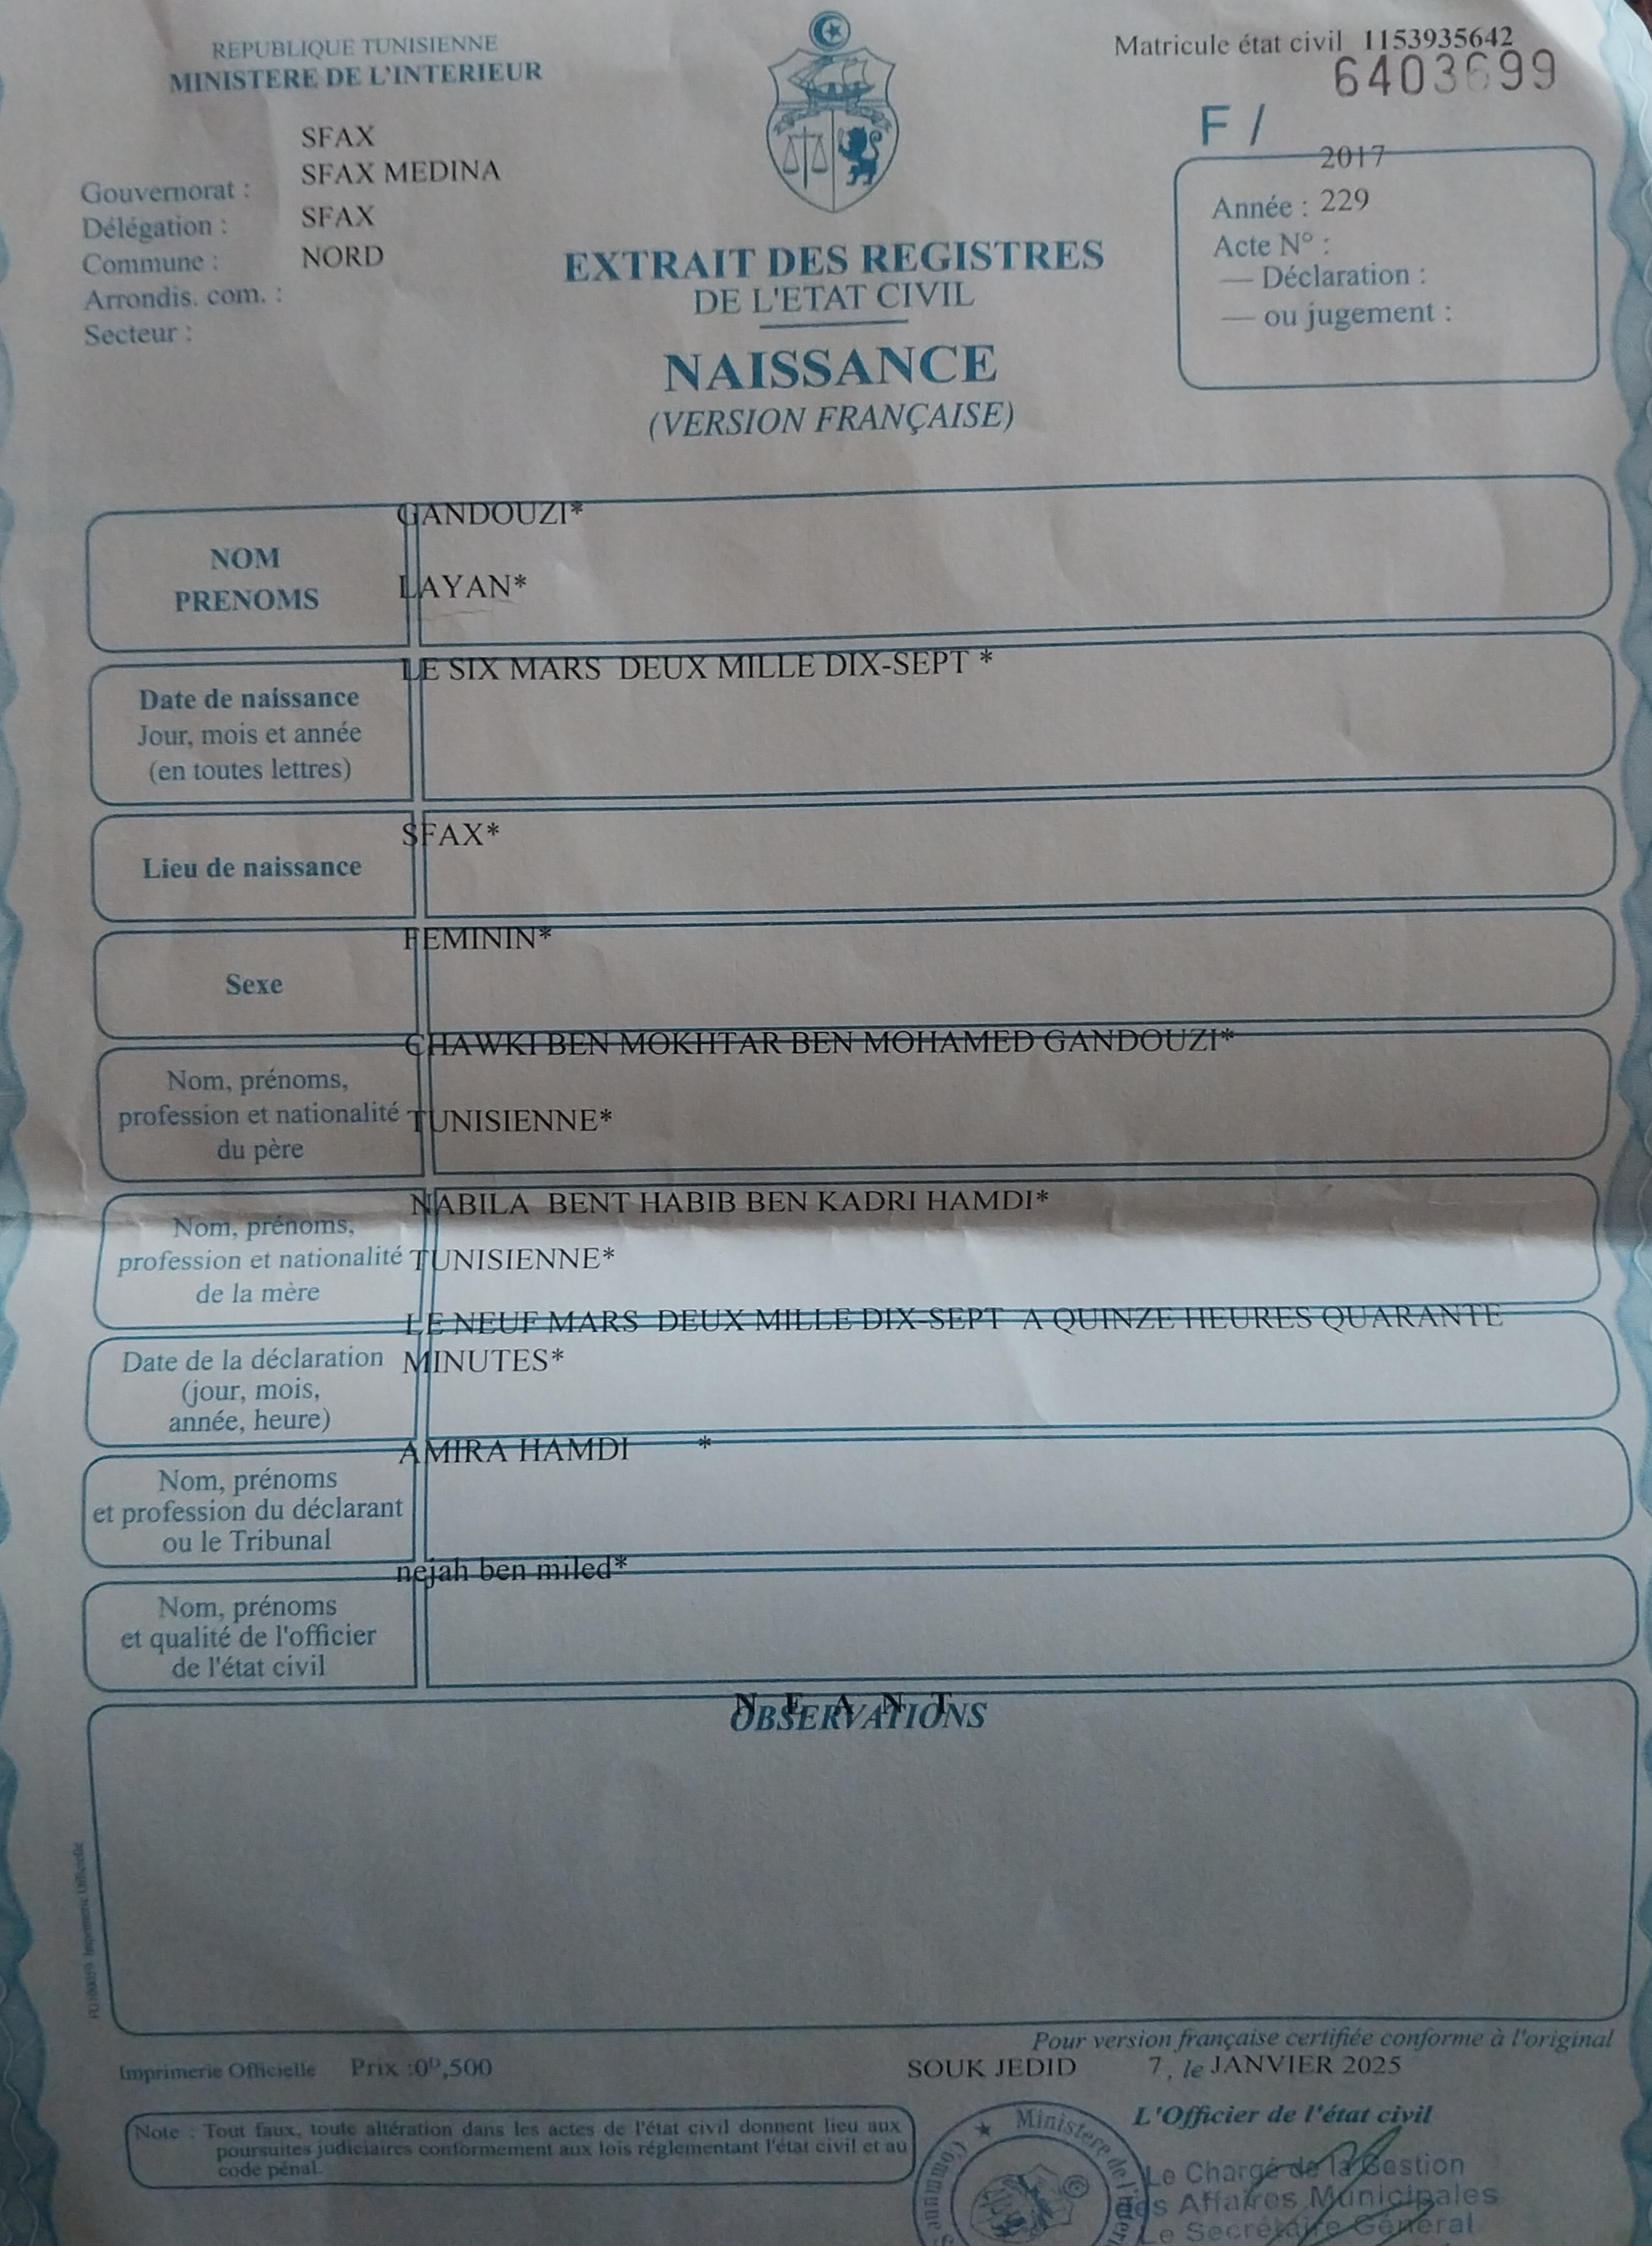 REPUBLIQUE TUNISIENNE
MINISTERE DE L'INTERIEUR
Matricule état civil 1153935642
6403699
F /
SFAX
SFAX MEDINA
Gouvernorat :
SFAX
Délégation :
NORD
Commune :
Arrondis. com. :
Secteur :
2017
Année : 229
Acte N° :
— Déclaration :
— ou jugement :
EXTRAIT DES REGISTRES
DE L'ETAT CIVIL
NAISSANCE
(VERSION FRANÇAISE)
GANDOUZI*
NOM
LAYAN*
PRENOMS
LE SIX MARS DEUX MILLE DIX-SEPT *
Date de naissance
Jour, mois et année
(en toutes lettres)
SFAX*
Lieu de naissance
FEMININ*
Sexe
CHAWKI BEN MOKHTAR BEN MOHAMED GANDOUZI*
Nom, prénoms,
profession et nationalité TUNISIENNE*
du père
NABILA BENT HABIB BEN KADRI HAMDI*
Nom, prénoms,
profession et nationalité TUNISIENNE*
de la mère
LE NEUF MARS DEUX MILLE DIX-SEPT A QUINZE HEURES QUARANTE
Date de la déclaration MINUTES*
(jour, mois,
année, heure)
AMIRA HAMDI *
Nom, prénoms
et profession du déclarant
ou le Tribunal
nejah ben miled*
Nom, prénoms
et qualité de l'officier
de l'état civil
N E A N T
OBSERVATIONS
Imprimerie Officielle
Pour version française certifiée conforme à l'original
Imprimerie Officielle Prix :0ᴰ,500
SOUK JEDID 7, le JANVIER 2025
L'Officier de l'état civil
Note : Tout faux, toute altération dans les actes de l'état civil donnent lieu aux
poursuites judiciaires conformement aux lois réglementant l'état civil et au
code pénal.
Commune
Ministere de l'
Le Chargé de la Gestion
des Affaires Municipales
Le Secrétaire Général